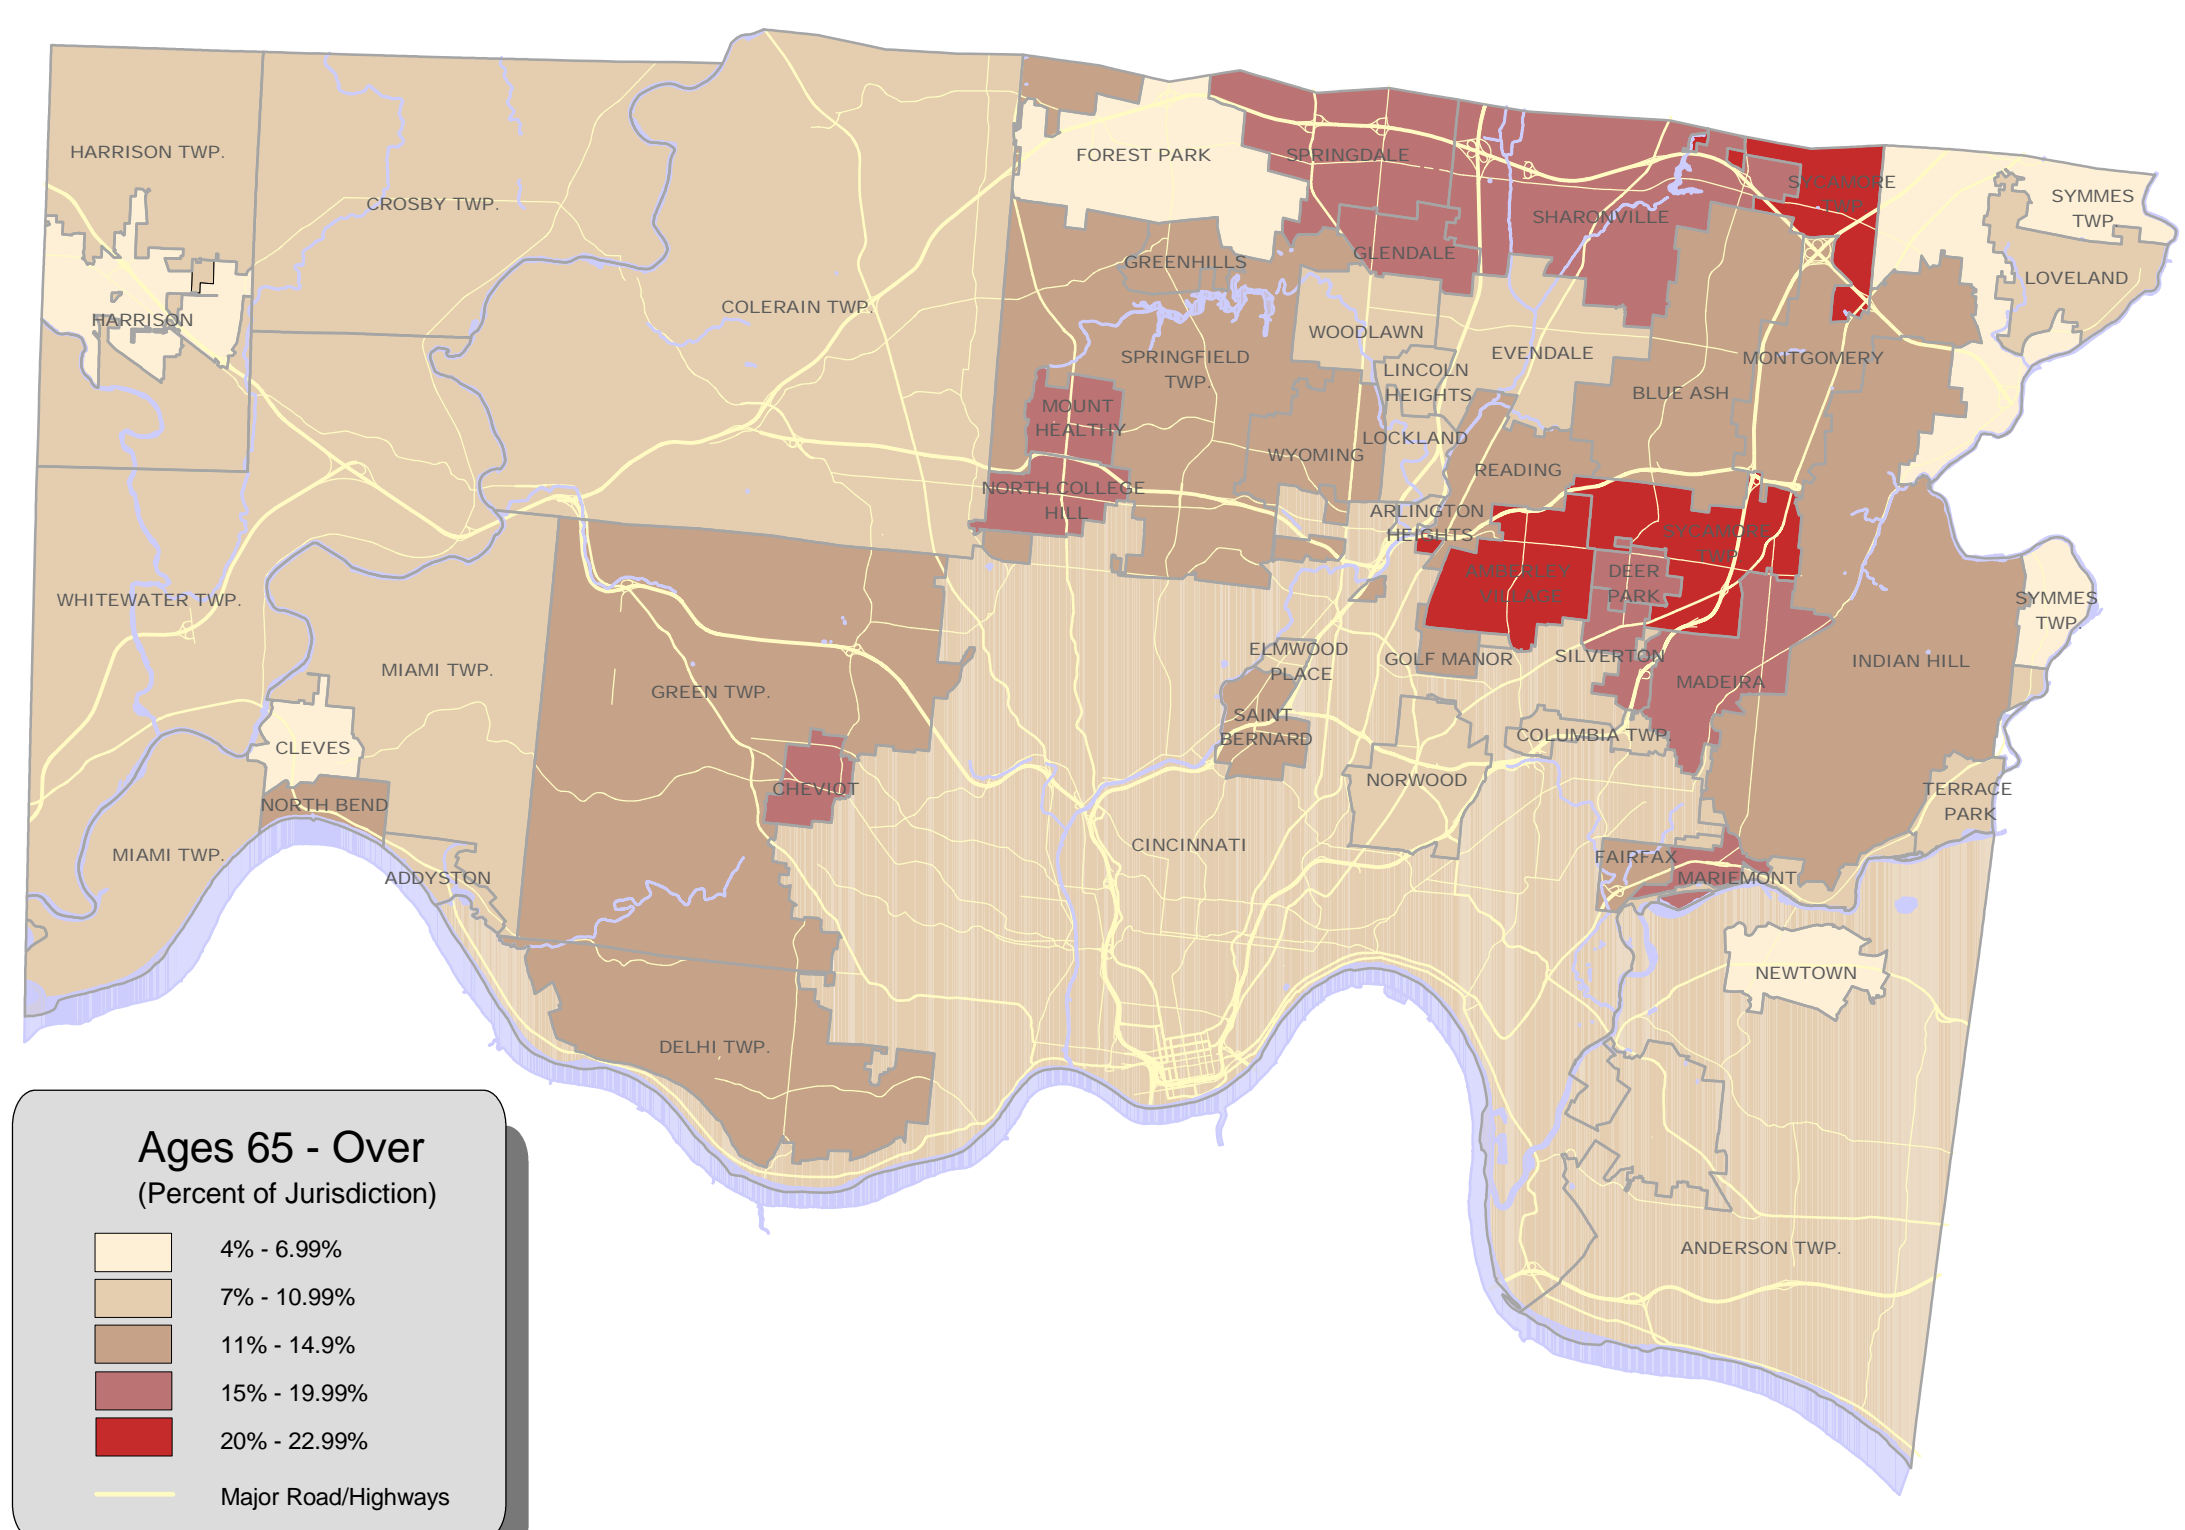 HARRISON TWP.
CROSBY TWP.
FOREST PARK
SPRINGDALE
SYCAMORE
TWP.
SHARONVILLE
SYMMES
TWP.
GREENHILLS
GLENDALE
LOVELAND
COLERAIN TWP.
HARRISON
WOODLAWN
EVENDALE
MONTGOMERY
SPRINGFIELD
TWP.
LINCOLN
HEIGHTS
BLUE ASH
MOUNT
HEALTHY
LOCKLAND
WYOMING
READING
NORTH COLLEGE
HILL
ARLINGTON
HEIGHTS
SYCAMORE
TWP.
AMBERLEY
VILLAGE
DEER
PARK
WHITEWATER TWP.
SYMMES
TWP.
MIAMI TWP.
ELMWOOD
PLACE
GOLF MANOR
SILVERTON
INDIAN HILL
GREEN TWP.
MADEIRA
SAINT
BERNARD
COLUMBIA TWP.
CLEVES
NORWOOD
CHEVIOT
NORTH BEND
TERRACE
PARK
CINCINNATI
MIAMI TWP.
FAIRFAX
ADDYSTON
MARIEMONT
NEWTOWN
DELHI TWP.
ANDERSON TWP.
Ages 65 - Over
(Percent of Jurisdiction)
4% - 6.99%
7% - 10.99%
11% - 14.9%
15% - 19.99%
20% - 22.99%
Major Road/Highways